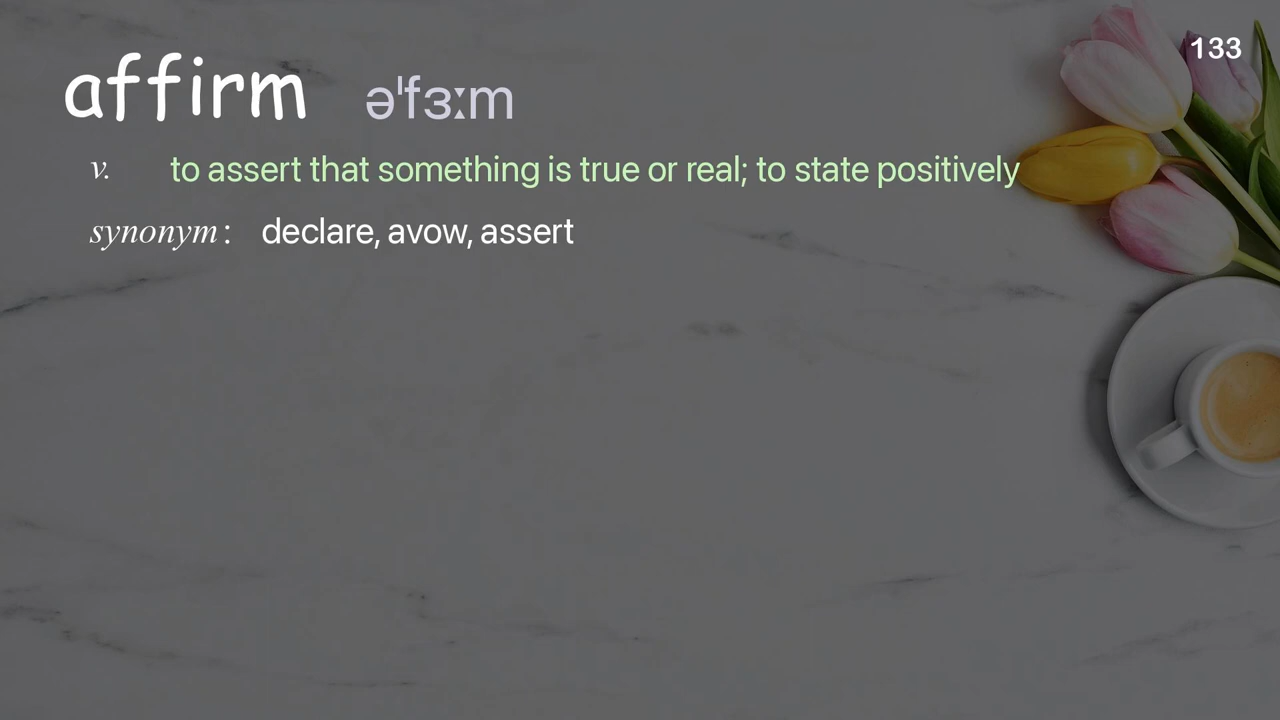 133
affirm əˈfɜːm
v. to assert that something is true or real; to state positively
synonym: declare, avow, assert